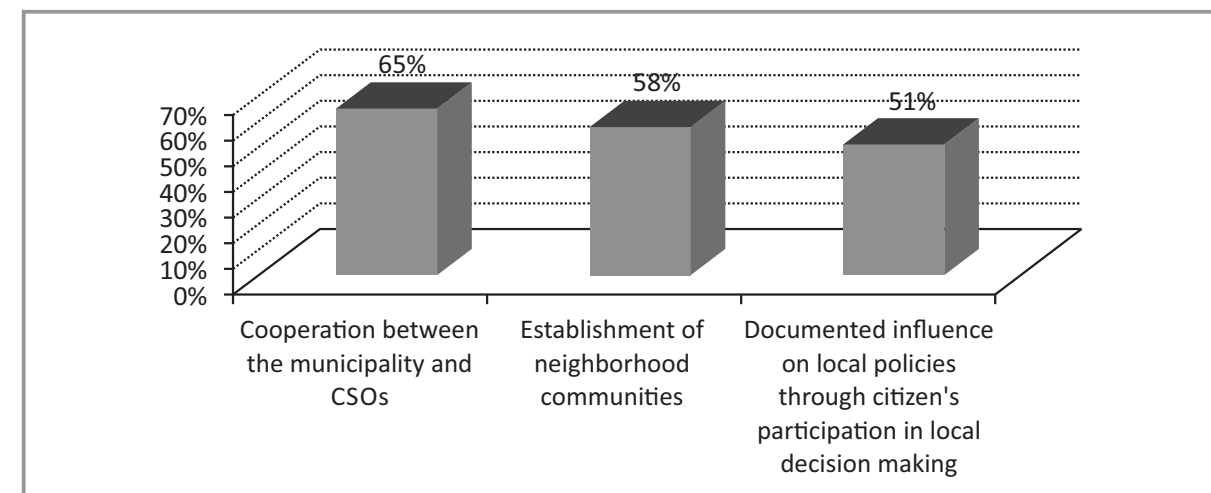 65%
58%
51%
70%
60%
50%
40%
30%
20%
10%
0%
Cooperation between
the municipality and
CSOs
Establishment of
neighborhood
communities
Documented influence
on local policies
through citizen's
participation in local
decision making